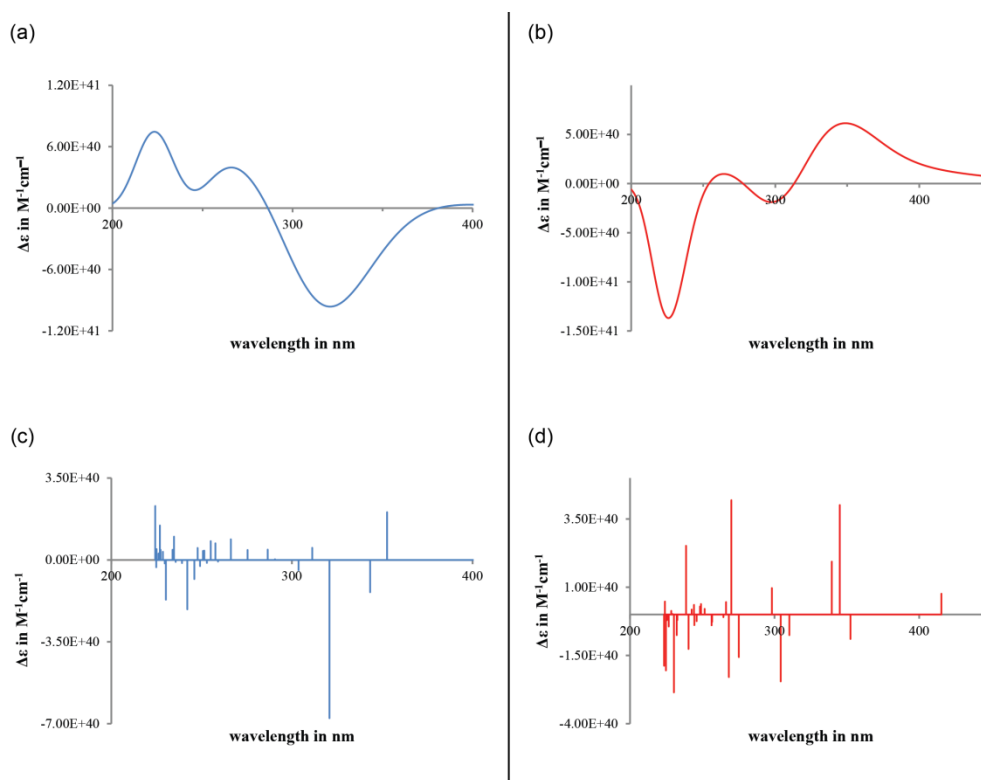 (a)
1.20E+41
6.00E+40
0.00E+00
-6.00E+40
-1.20E+41
200
300
400
Δε in M⁻¹cm⁻¹
wavelength in nm
(b)
5.00E+40
0.00E+00
-5.00E+40
-1.00E+41
-1.50E+41
200
300
400
Δε in M⁻¹cm⁻¹
wavelength in nm
(c)
3.50E+40
0.00E+00
-3.50E+40
-7.00E+40
200
300
400
Δε in M⁻¹cm⁻¹
wavelength in nm
(d)
3.50E+40
1.00E+40
-1.50E+40
-4.00E+40
200
300
400
Δε in M⁻¹cm⁻¹
wavelength in nm